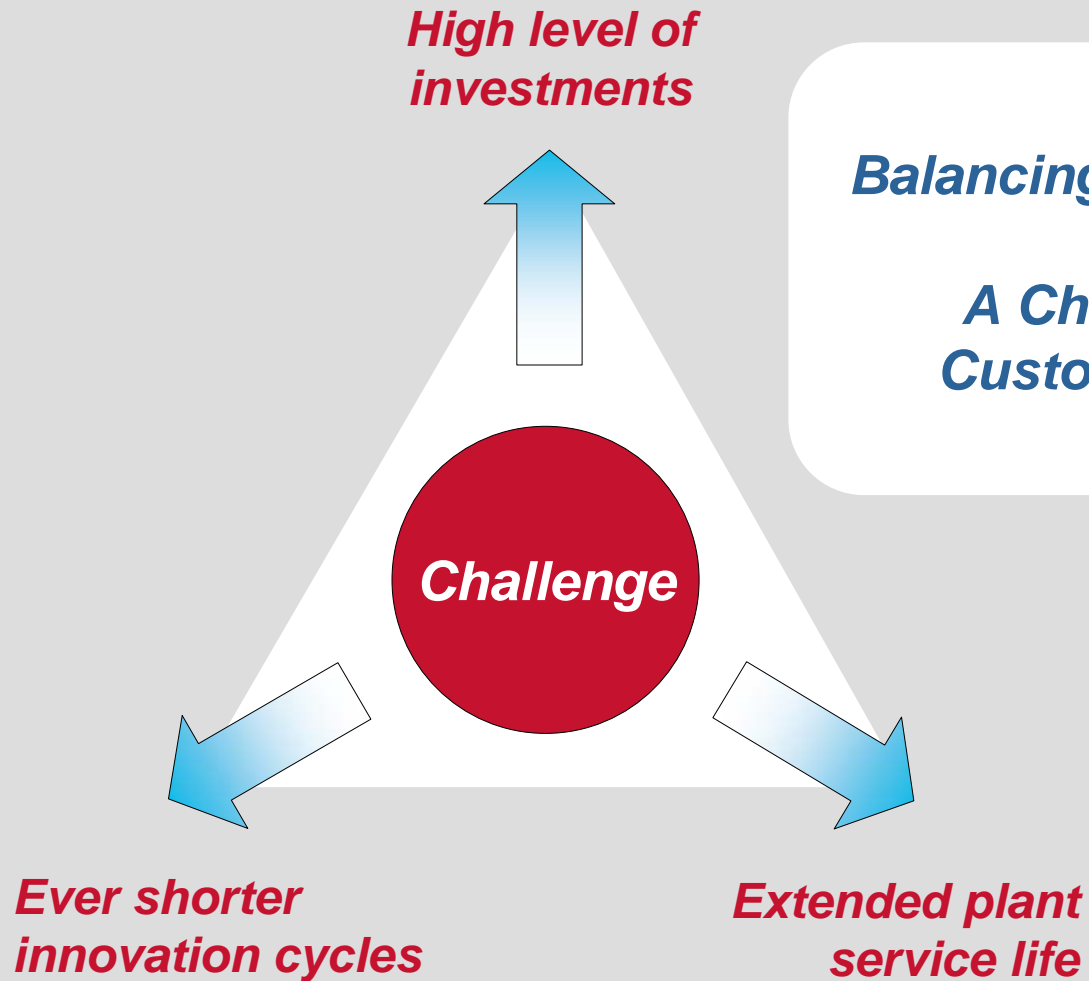 High level of
investments
Balancing
A Ch
Custo
Challenge
Ever shorter
innovation cycles
Extended plant
service life